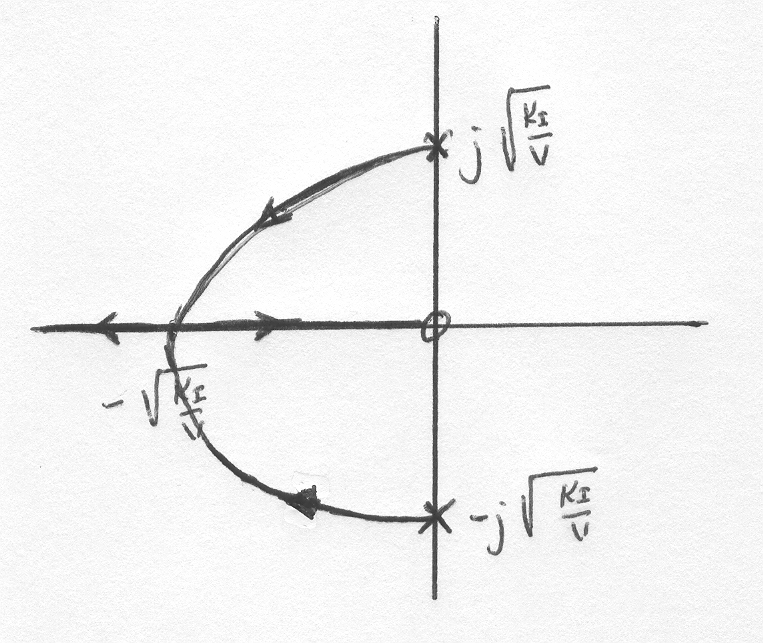 j √(K_I/V)
- √(K_I/V)
-j √(K_I/V)